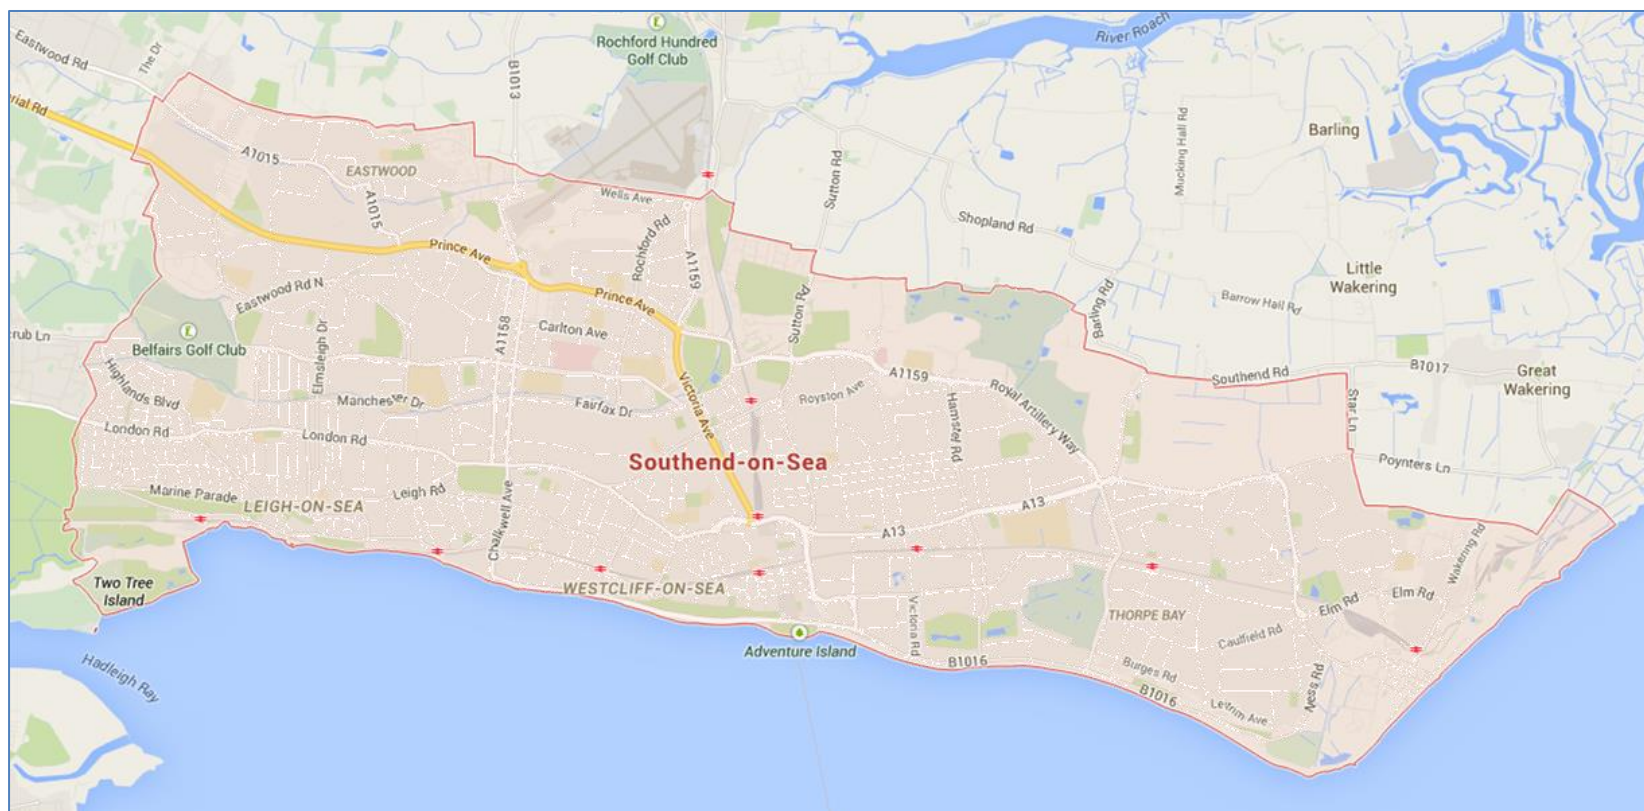 Eastwood Rd
The Dr
B1013
Rochford Hundred
Golf Club
River Roach
erial Rd
A1015
EASTWOOD
A1015
Wells Ave
Rochford Rd
A1159
Sutton Rd
Mucking Hall Rd
Barling
Shopland Rd
Prince Ave
Prince Ave
Sutton Rd
Barling Rd
Little
Wakering
Barrow Hall Rd
Eastwood Rd N
crub Ln
Belfairs Golf Club
Elmsleigh Dr
A1158
Carlton Ave
Highlands Blvd
Manchester Dr
Fairfax Dr
Victoria Ave
Royston Ave
A1159
Royal Artillery Way
Hamstel Rd
Southend Rd
B1017
Great
Wakering
Star Ln
London Rd
London Rd
Southend-on-Sea
Poynters Ln
Marine Parade
LEIGH-ON-SEA
Leigh Rd
Chalkwell Ave
A13
A13
Wakering Rd
Two Tree
Island
WESTCLIFF-ON-SEA
Victoria Rd
THORPE BAY
Elm Rd
Elm Rd
Caulfield Rd
Adventure Island
B1016
Burges Rd
B1016
Leitrim Ave
Ness Rd
Hadleigh Ray